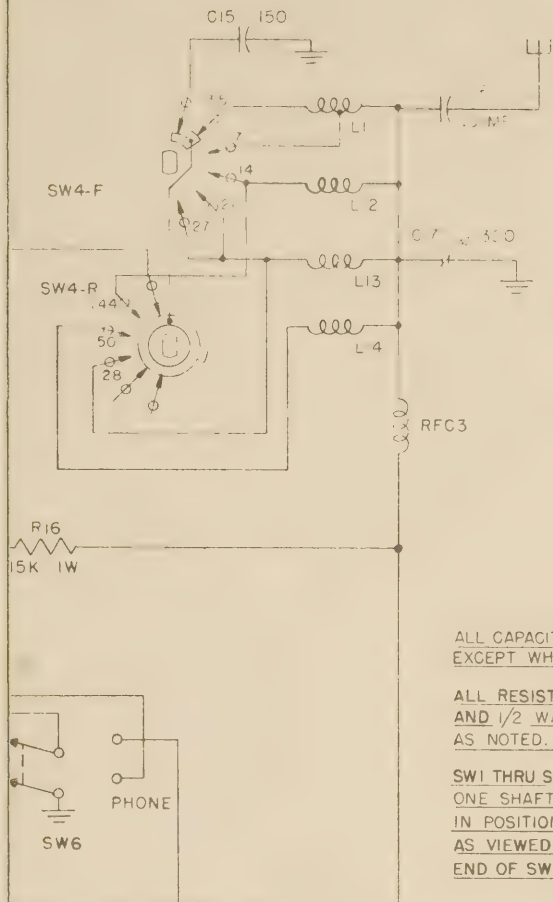 C15 150
L1
SW4-F
14
27
L13
SW4-R
44
50
28
RFC3
R16
15K 1W
PHONE
SW6
ALL CAPACIT
EXCEPT WH
ALL RESIST
AND 1/2 WA
AS NOTED.
SW1 THRU S
ONE SHAFT
IN POSITION
AS VIEWED
END OF SW